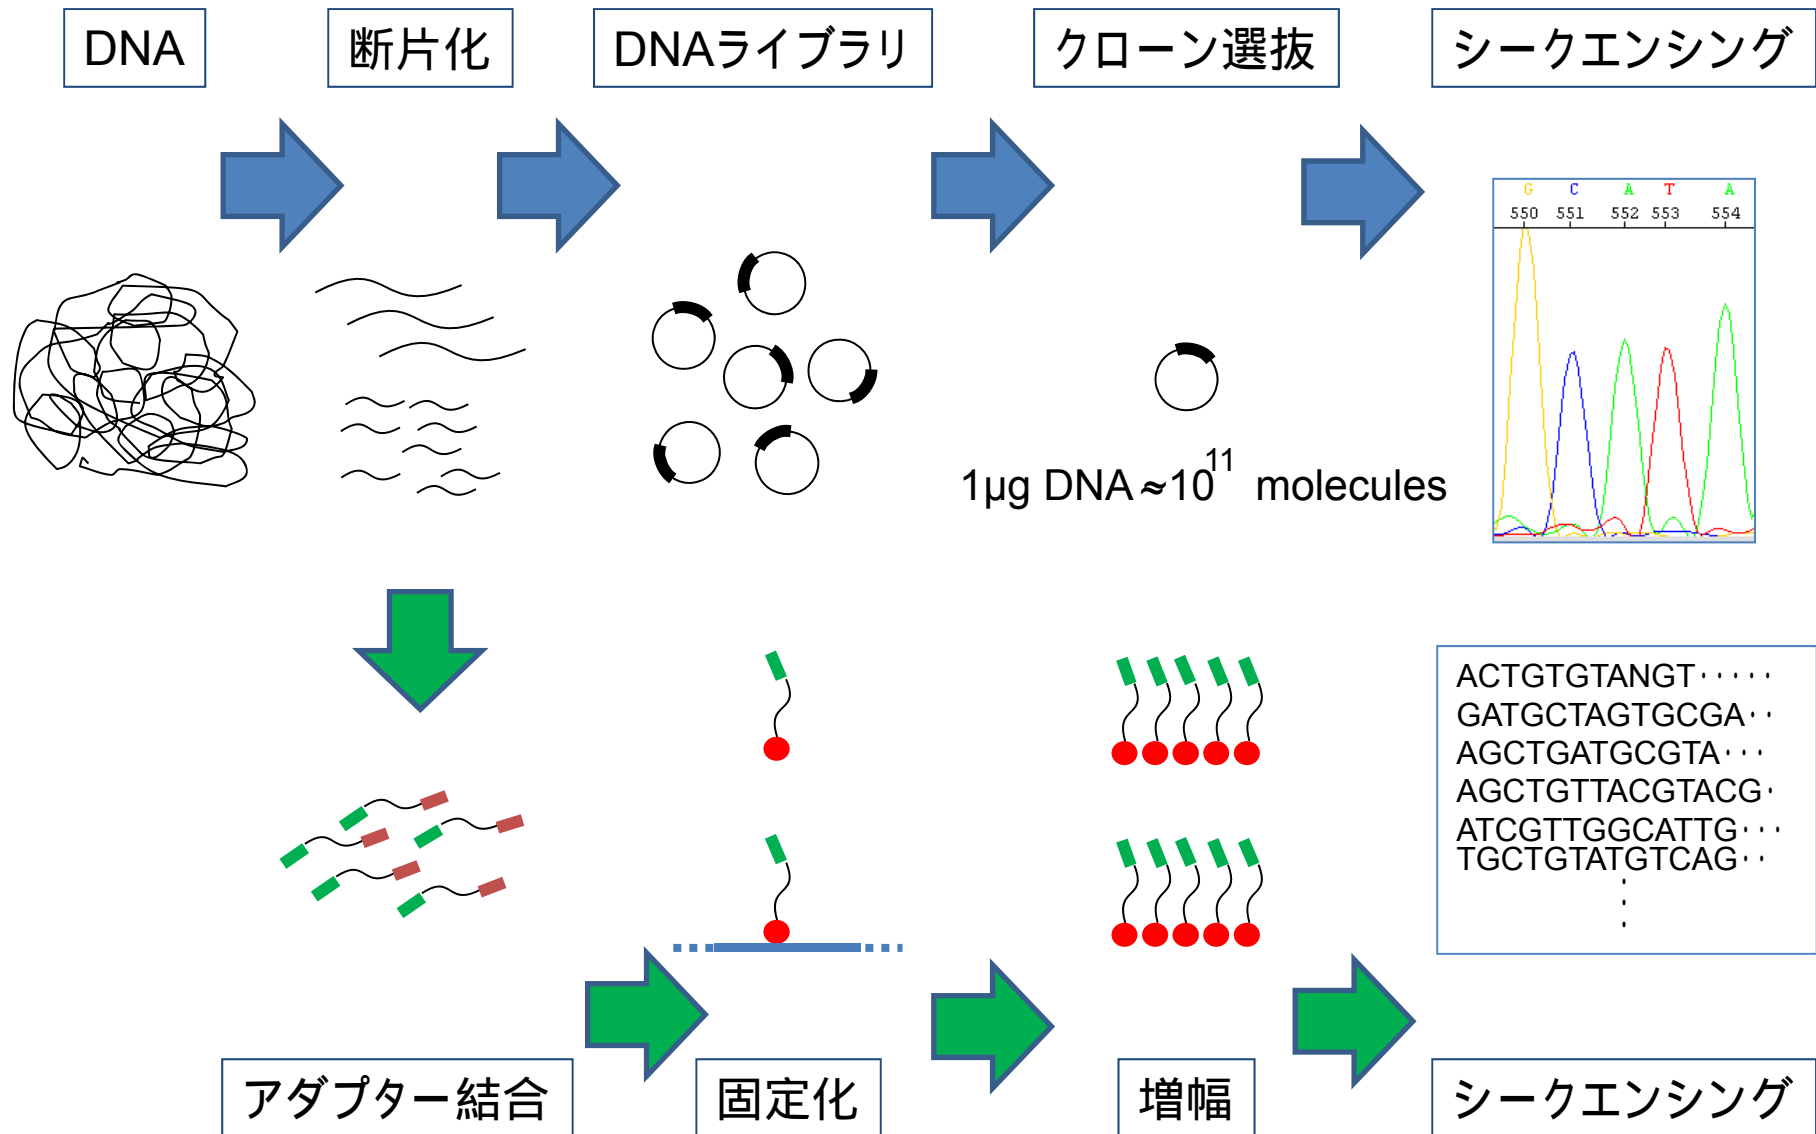 DNA
断片化
DNAライブラリ
クローン選抜
シークエンシング
G C A T A
550 551 552 553 554
1µg DNA ≈10¹¹ molecules
ACTGTGTANGT·····
GATGCTAGTGCGA··
AGCTGATGCGTA···
AGCTGTTACGTACG·
ATCGTTGGCATTG···
TGCTGTATGTCAG··
アダプター結合
固定化
増幅
シークエンシング